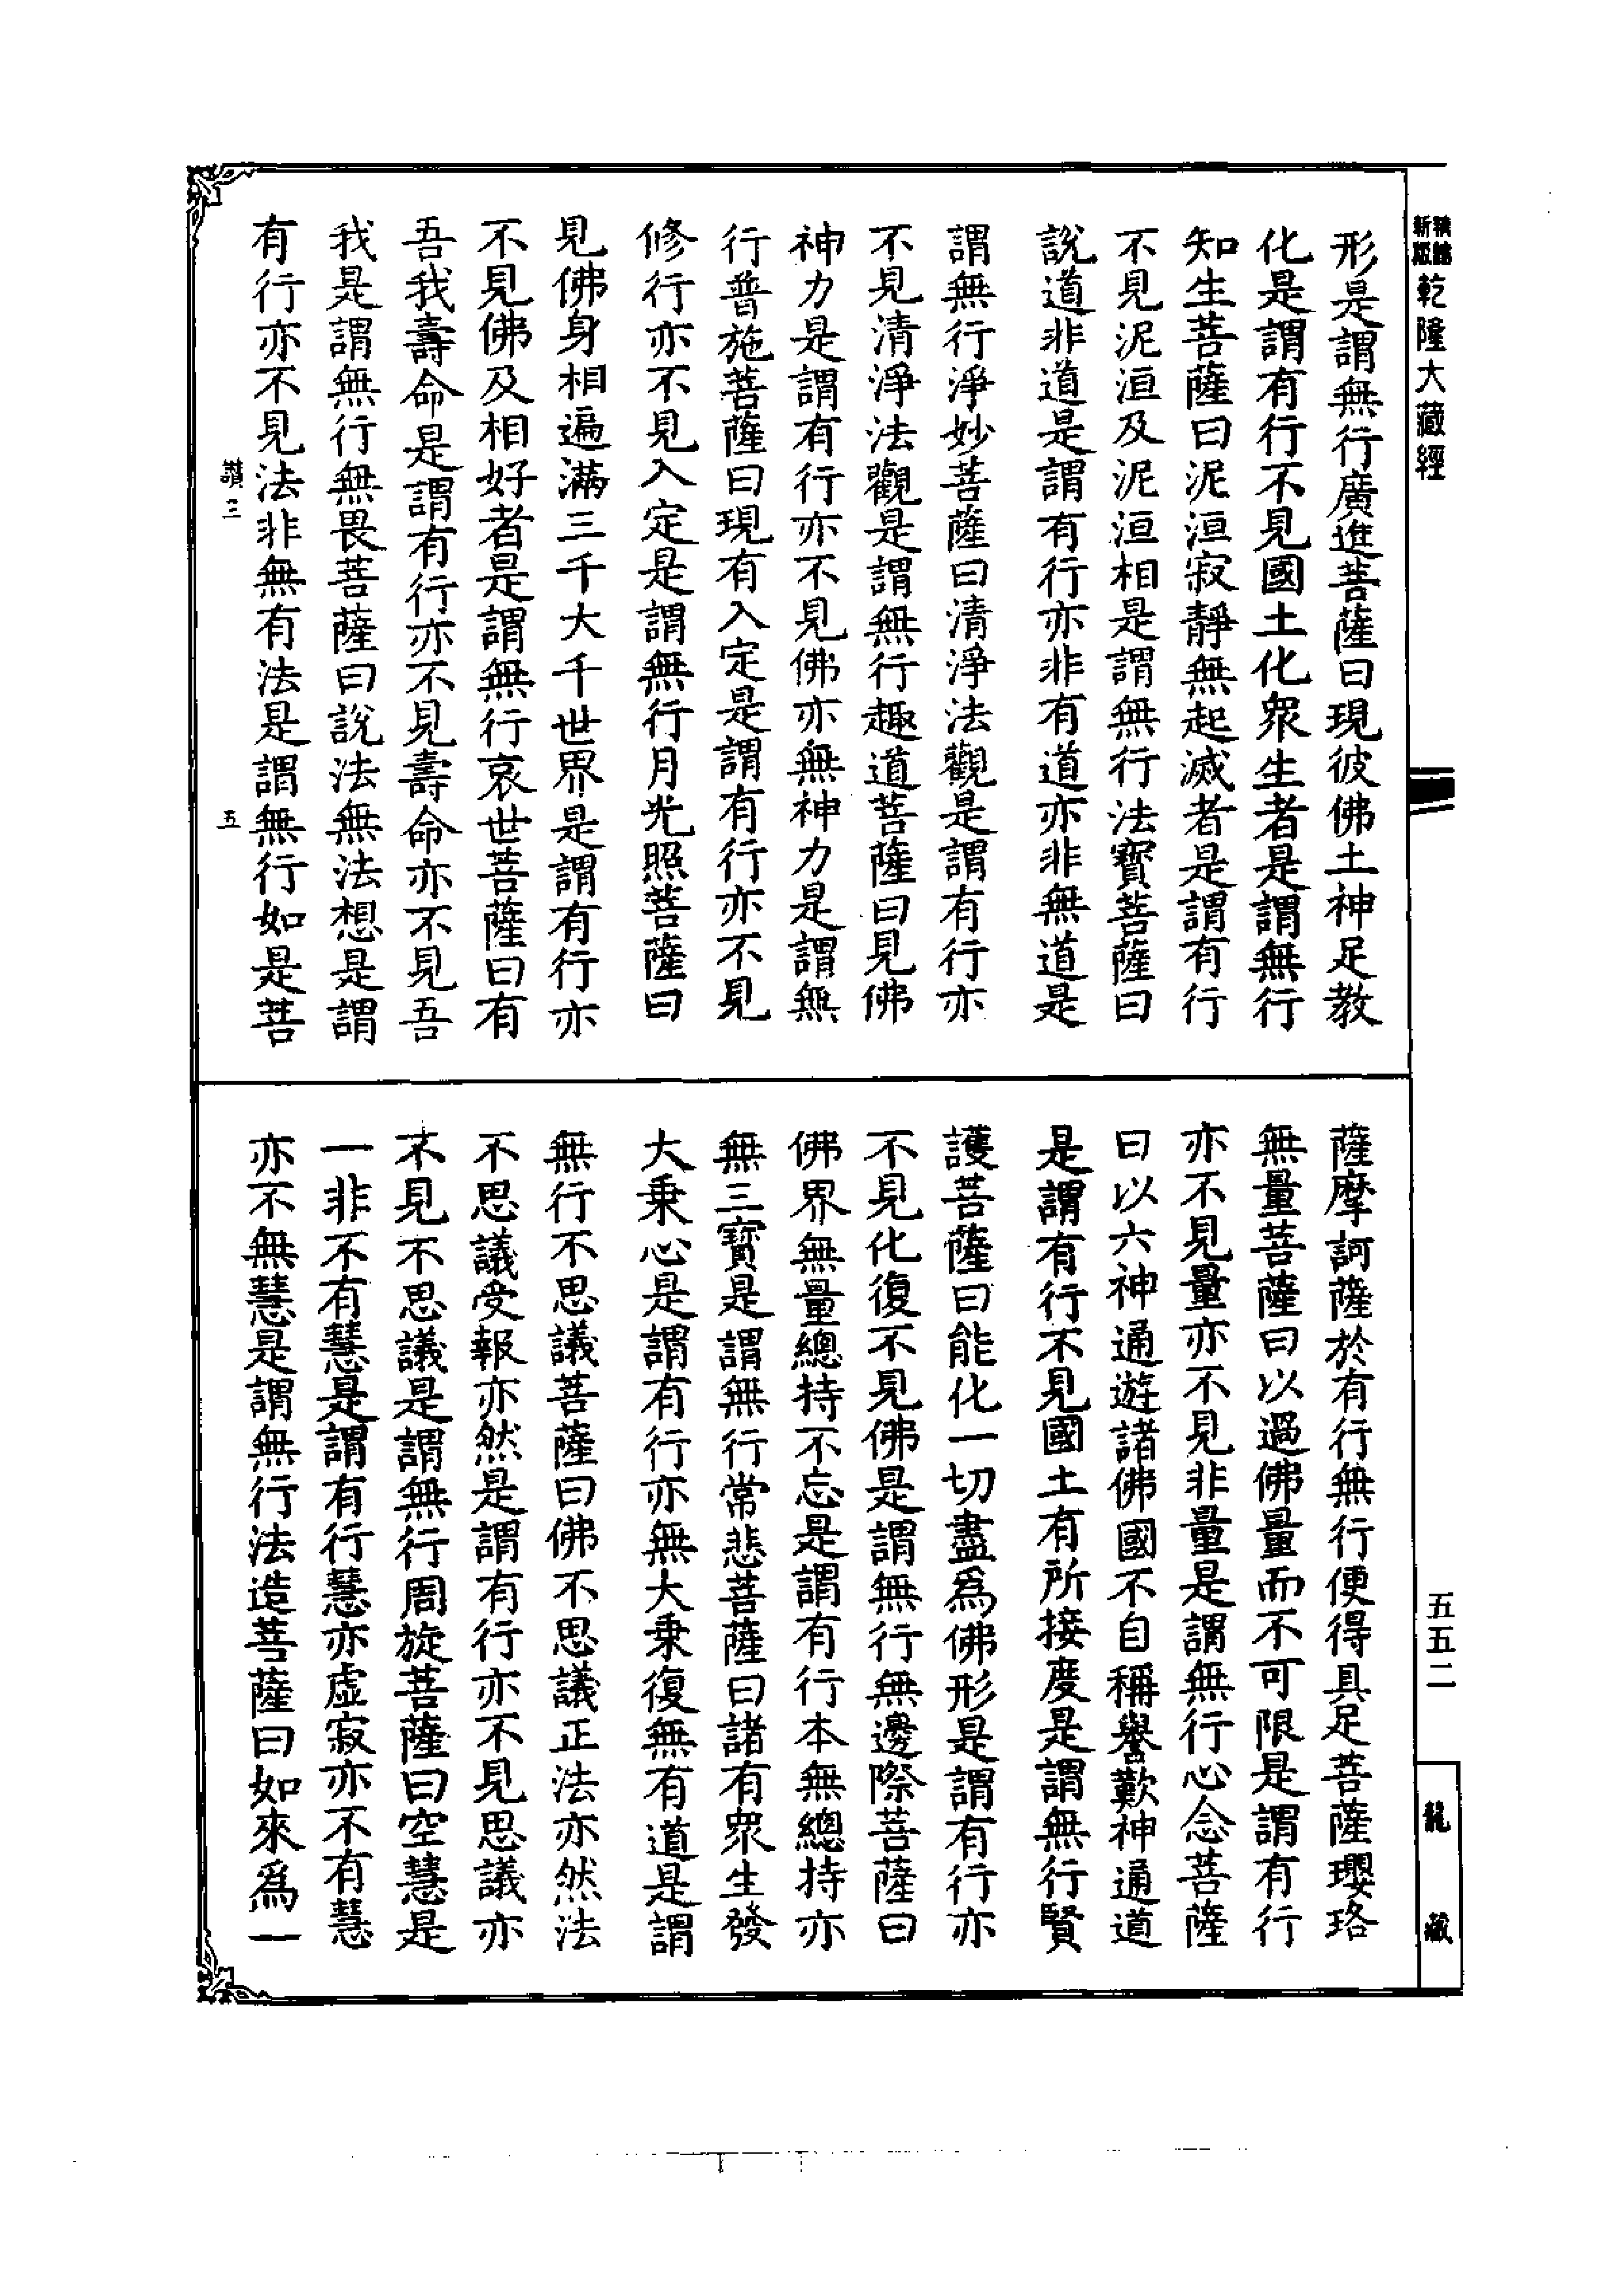 新版
乾隆大藏經
形是謂無行廣進菩薩曰現彼佛土神足教
化是謂有行不見國土化衆生者是謂無行
知生菩薩曰泥洹寂靜無起滅者是謂有行
不見泥洹及泥洹相是謂無行法寶菩薩曰
說道非道是謂有行亦非有道亦非無道是
謂無行淨妙菩薩曰清淨法觀是謂有行亦
不見清淨法觀是謂無行趣道菩薩曰見佛
神力是謂有行亦不見佛亦無神力是謂無
行普施菩薩曰現有入定是謂有行亦不見
修行亦不見入定是謂無行月光照菩薩曰
見佛身相遍滿三千大千世界是謂有行亦
不見佛及相好者是謂無行哀世菩薩曰有
吾我壽命是謂有行亦不見壽命亦不見吾
我是謂無行無畏菩薩曰說法無法想是謂
有行亦不見法非無有法是謂無行如是菩
三
五
薩摩訶薩於有行無行便得具足菩薩瓔珞
無量菩薩曰以過佛量而不可限是謂有行
亦不見量亦不見非量是謂無行心念菩薩
曰以六神通遊諸佛國不自稱譽歎神通道
是謂有行不見國土有所接度是謂無行賢
護菩薩曰能化一切盡爲佛形是謂有行亦
不見化復不見佛是謂無行無邊際菩薩曰
佛界無量總持不忘是謂有行本無總持亦
無三寶是謂無行常悲菩薩曰諸有衆生發
大乘心是謂有行亦無大乘復無有道是謂
無行不思議菩薩曰佛不思議正法亦然法
不思議受報亦然是謂有行亦不見思議亦
不見不思議是謂無行周旋菩薩曰空慧是
一非不有慧是謂有行慧亦虛寂亦不有慧
亦不無慧是謂無行法造菩薩曰如來爲一
五五二
龍藏